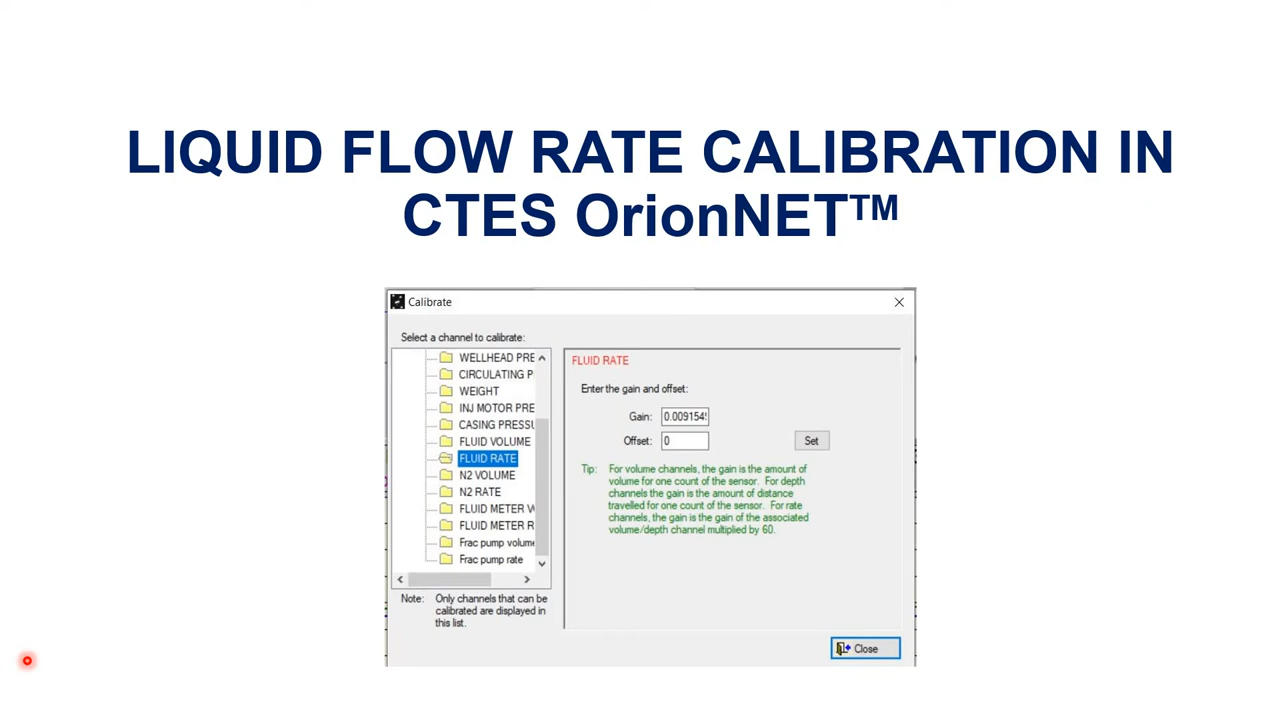 LIQUID FLOW RATE CALIBRATION IN
CTES OrionNET™
Calibrate
Select a channel to calibrate:
WELLHEAD PRE
CIRCULATING P
WEIGHT
INJ MOTOR PRE
CASING PRESSU
FLUID VOLUME
FLUID RATE
N2 VOLUME
N2 RATE
FLUID METER V
FLUID METER R
Frac pump volume
Frac pump rate
Note: Only channels that can be
calibrated are displayed in
this list.
FLUID RATE
Enter the gain and offset:
Gain: 0.009154
Offset: 0
Set
Tip: For volume channels, the gain is the amount of
volume for one count of the sensor. For depth
channels the gain is the amount of distance
travelled for one count of the sensor. For rate
channels, the gain is the gain of the associated
volume/depth channel multiplied by 60.
Close